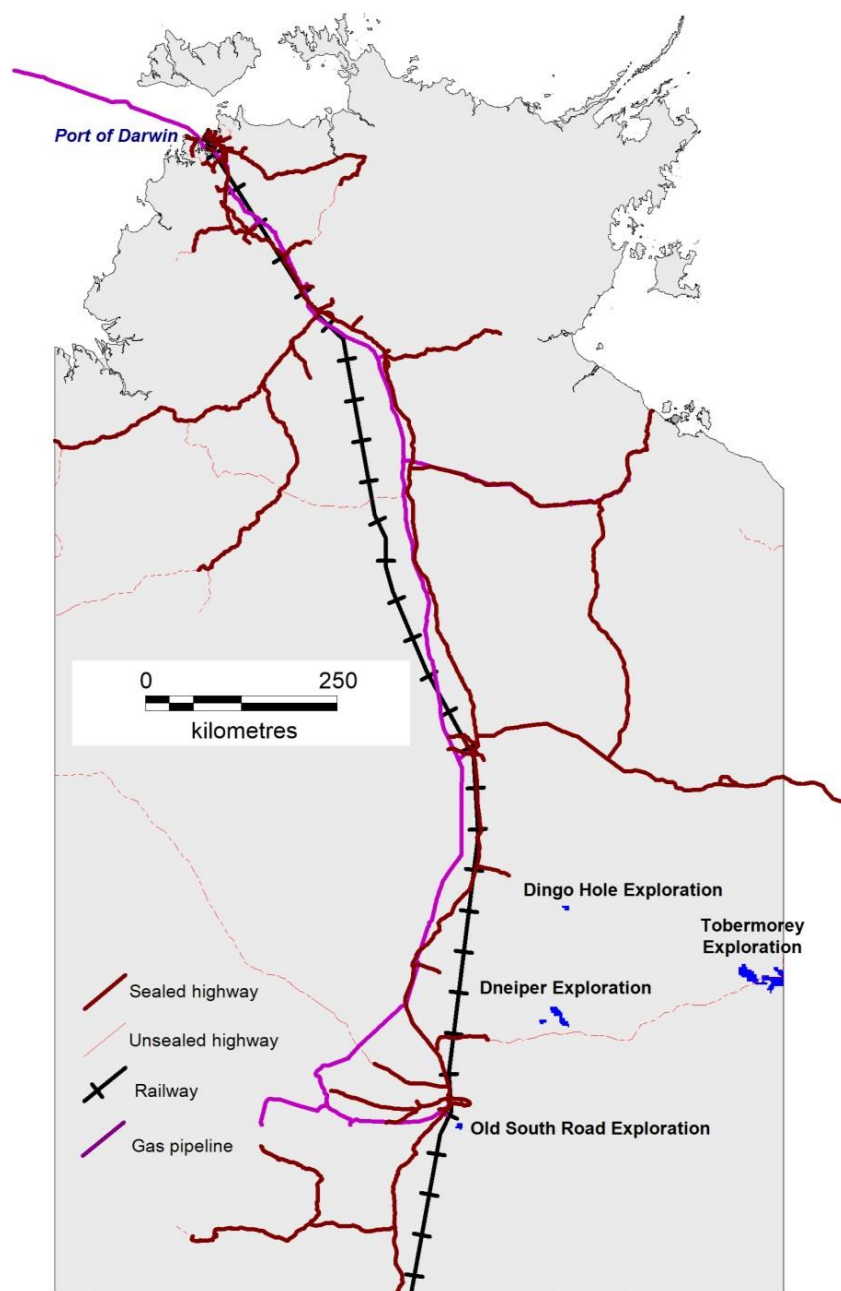 Port of Darwin
0 250
kilometres
Dingo Hole Exploration
Tobermorey
Exploration
Dneiper Exploration
Sealed highway
Unsealed highway
Railway
Gas pipeline
Old South Road Exploration